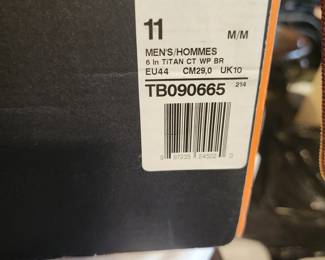 11 M/M
MEN'S/HOMMES
6 In TiTAN CT WP BR
EU44 CM29,0 UK10
TB090665 214